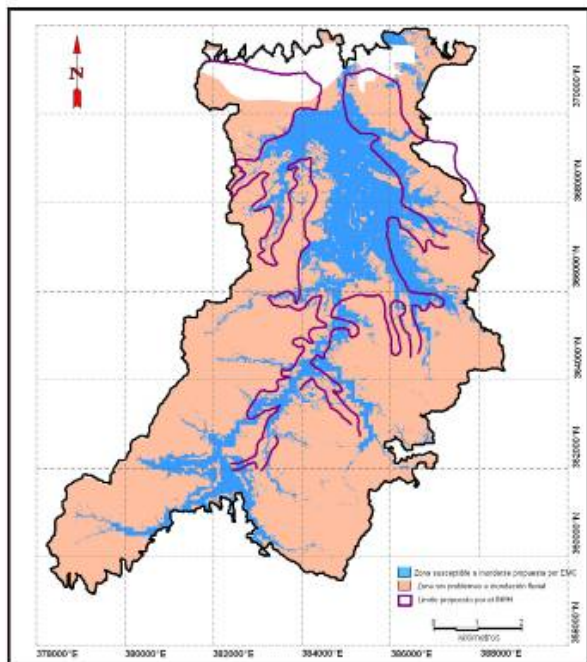 N
370000°N
368000°N
366000°N
364000°N
362000°N
360000°N
358000°N
Zona susceptible a inundarse propuesta por EMC
Zona sin problemas a inundación fluvial
Límite propuesto por el
kilómetros
378000°E
380000°E
382000°E
384000°E
386000°E
388000°E